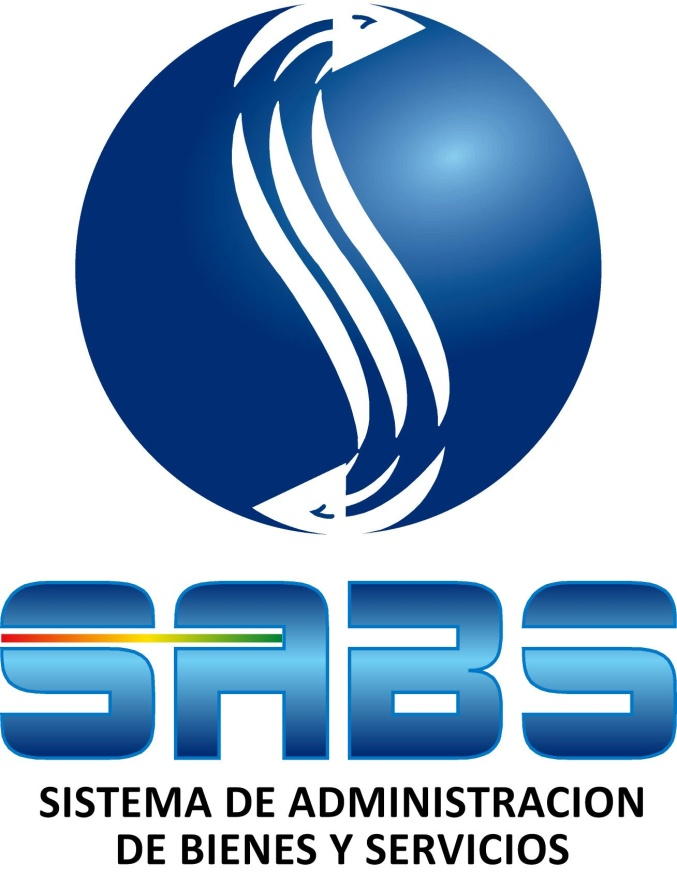 SABS
SISTEMA DE ADMINISTRACION
DE BIENES Y SERVICIOS